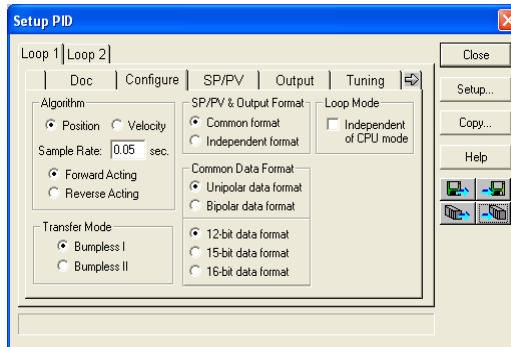 Setup PID
Loop 1 Loop 2
Doc Configure SP/PV Output Tuning
Algorithm
Position Velocity
Sample Rate: 0.05 sec.
Forward Acting
Reverse Acting
Transfer Mode
Bumpless I
Bumpless II
SP/PV & Output Format
Common format
Independent format
Common Data Format
Unipolar data format
Bipolar data format
12-bit data format
15-bit data format
16-bit data format
Loop Mode
Independent
of CPU mode
Close
Setup...
Copy...
Help